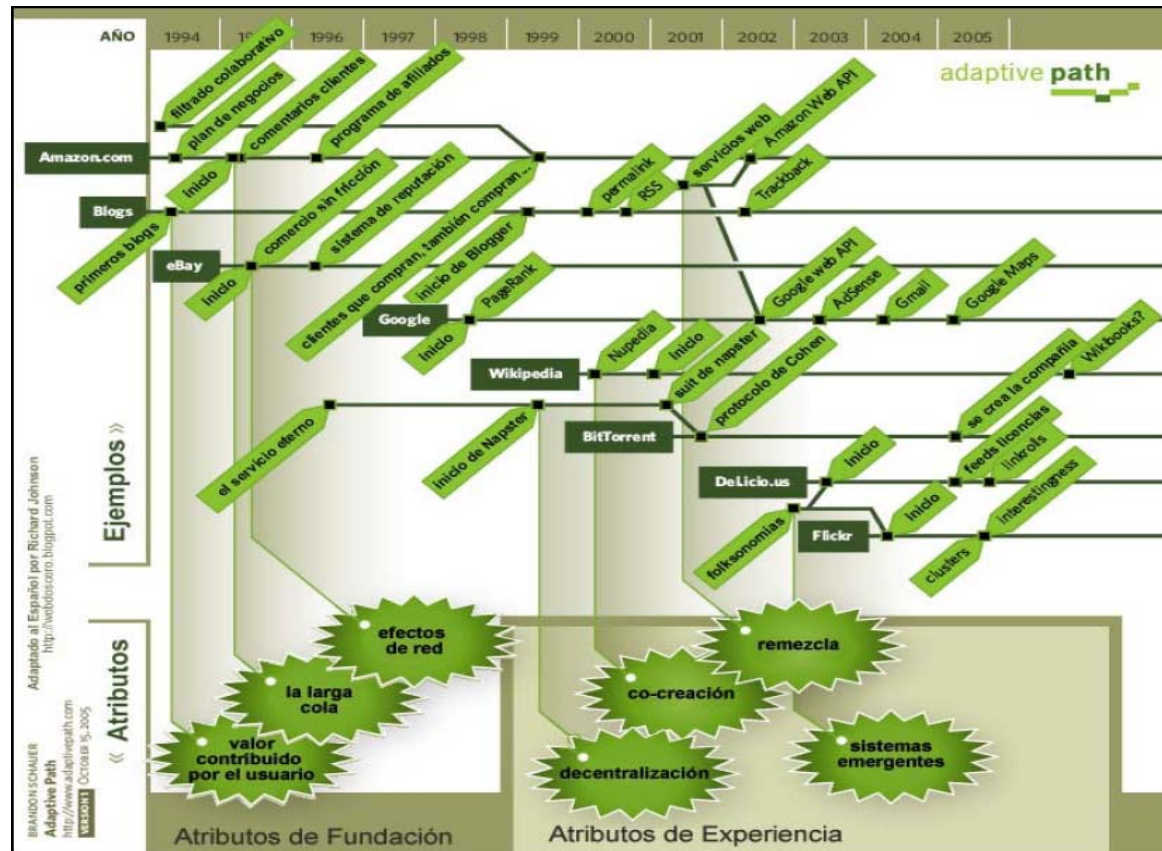 AÑO
1994
1996
1997
1998
1999
2000
2001
2002
2003
2004
2005
adaptive path
filtrado colaborativo
plan de negocios
comentarios clientes
programa de afiliados
servicios web
Amazon Web API
Amazon.com
Inicio
clientes que compran, también compran ...
permalink
RSS
Trackback
Blogs
primeros blogs
comercio sin fricción
sistema de reputación
inicio de Blogger
eBay
Inicio
PageRank
Google web API
AdSense
Gmail
Google Maps
Google
Inicio
Nupedia
Inicio
suit de napster
protocolo de Cohen
Wikibooks?
Wikipedia
el servicio eterno
inicio de Napster
BitTorrent
se crea la compañia
DeLicio.us
Inicio
feeds licencias
linkrolls
folksonomias
Flickr
Inicio
interestingness
clusters
Ejemplos »
Adaptado al Español por Richard Johnson
http://webdoscero.blogspot.com
« Atributos
BRANDON SCHAUER
Adaptive Path
http://www.adaptivepath.com
VERSION 1 OCTOBER 15, 2005
efectos
de red
la larga
cola
valor
contribuido
por el usuario
remezcla
co-creación
decentralización
sistemas
emergentes
Atributos de Fundación
Atributos de Experiencia